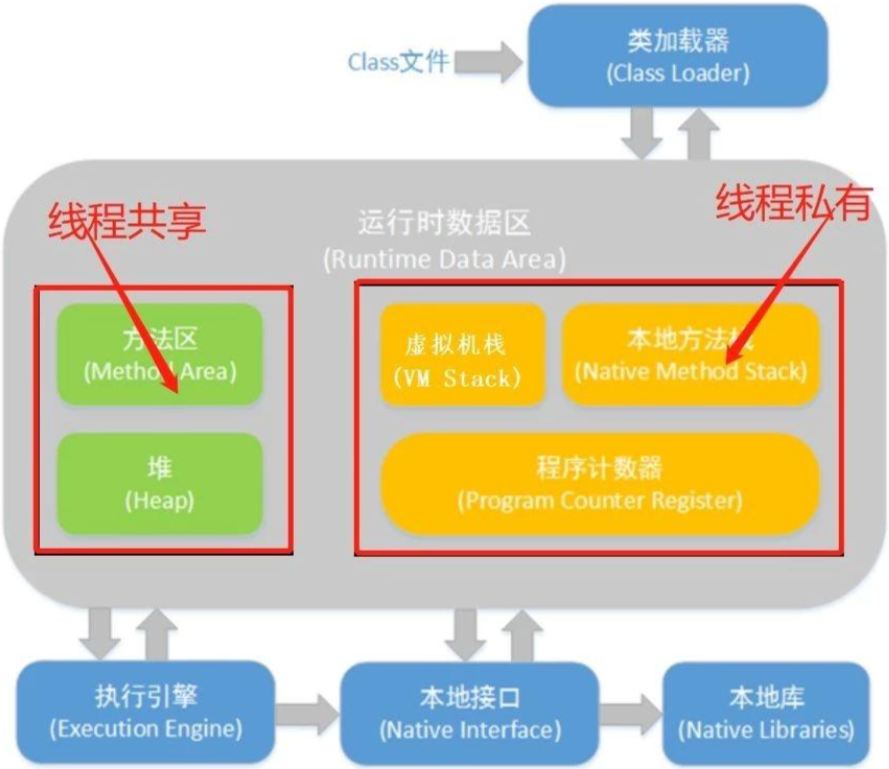 类加载器
(Class Loader)
Class文件
线程共享
线程私有
运行时数据区
(Runtime Data Area)
方法区
(Method Area)
虚拟机栈
(VM Stack)
本地方法栈
(Native Method Stack)
堆
(Heap)
程序计数器
(Program Counter Register)
执行引擎
(Execution Engine)
本地接口
(Native Interface)
本地库
(Native Libraries)